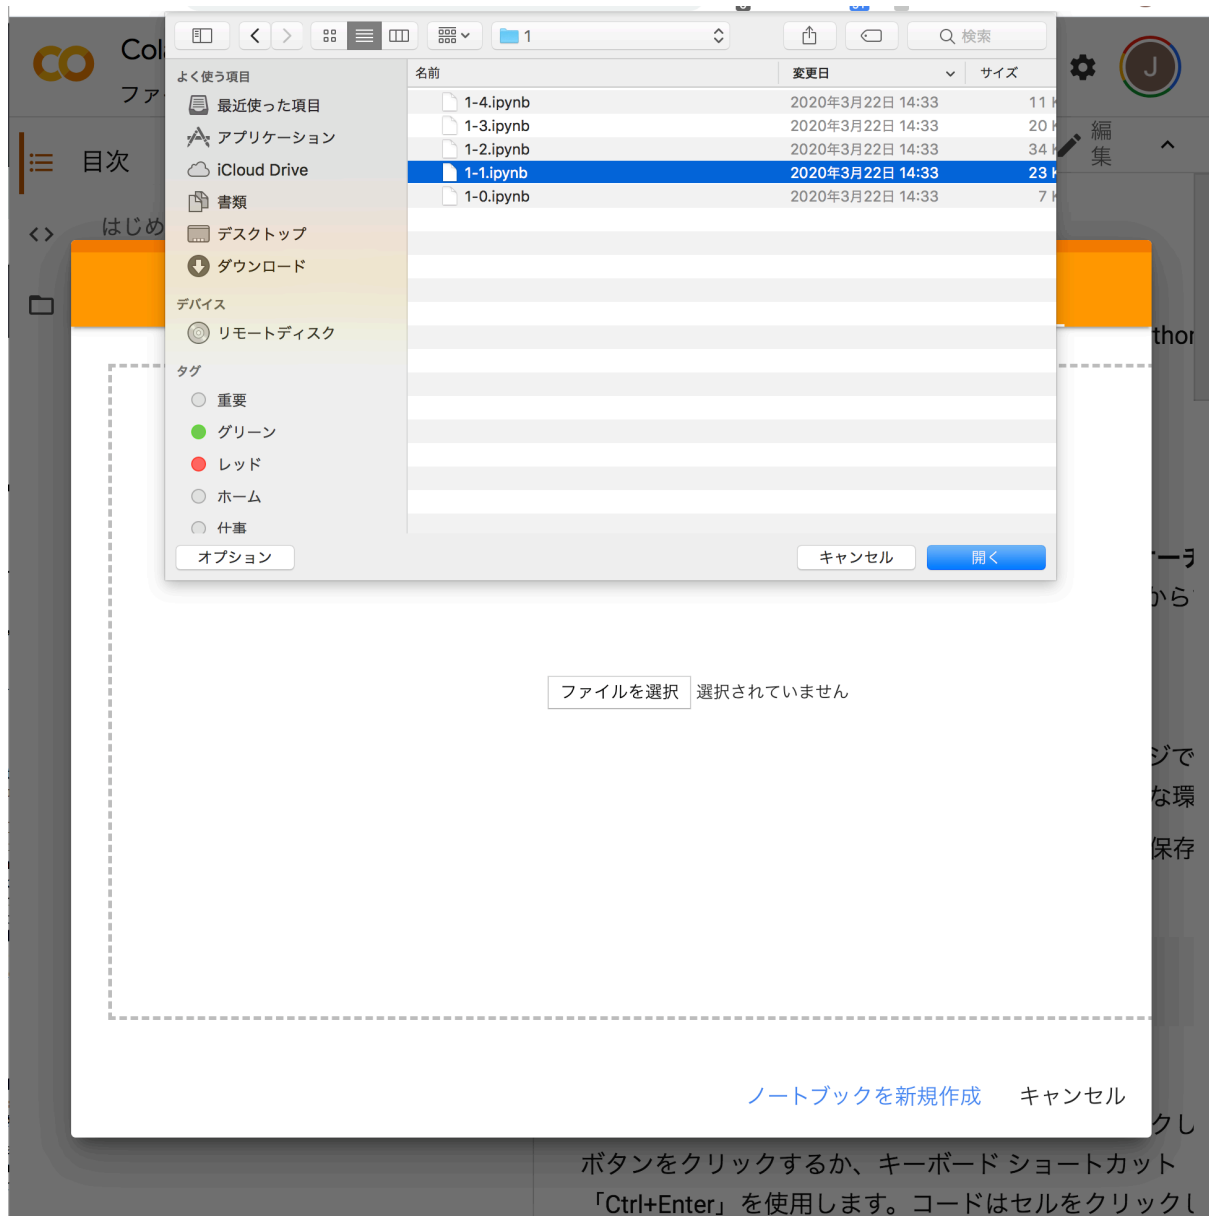 1
検索
Col
ファ
J
編集
目次
はじめ
よく使う項目
最近使った項目
アプリケーション
iCloud Drive
書類
デスクトップ
ダウンロード
デバイス
リモートディスク
タグ
重要
グリーン
レッド
ホーム
仕事
名前 変更日 サイズ
1-4.ipynb 2020年3月22日 14:33 11 K
1-3.ipynb 2020年3月22日 14:33 20 K
1-2.ipynb 2020年3月22日 14:33 34 K
1-1.ipynb 2020年3月22日 14:33 23 K
1-0.ipynb 2020年3月22日 14:33 7 K
オプション キャンセル 開く
thon
ーチ
から
ファイルを選択 選択されていません
ジで
な環
保存
ノートブックを新規作成 キャンセル
クし
ボタンをクリックするか、キーボード ショートカット
「Ctrl+Enter」を使用します。コードはセルをクリックし